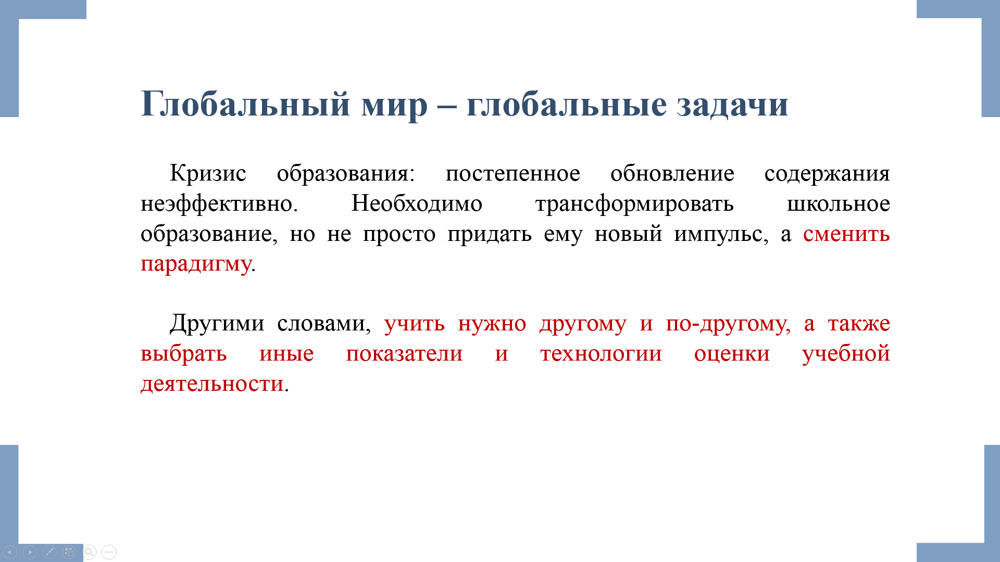 Глобальный мир – глобальные задачи
Кризис образования: постепенное обновление содержания
неэффективно. Необходимо трансформировать школьное
образование, но не просто придать ему новый импульс, а сменить
парадигму.
Другими словами, учить нужно другому и по-другому, а также
выбрать иные показатели и технологии оценки учебной
деятельности.